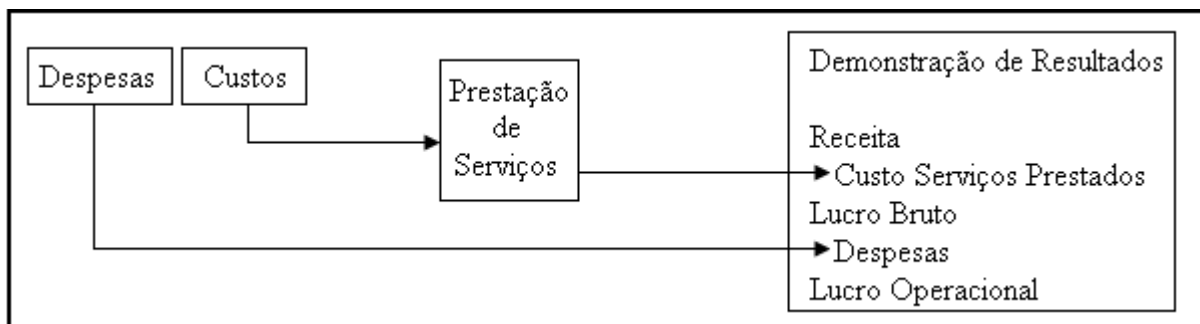 Despesas
Custos
Prestação
de
Serviços
Demonstração de Resultados
Receita
Custo Serviços Prestados
Lucro Bruto
Despesas
Lucro Operacional